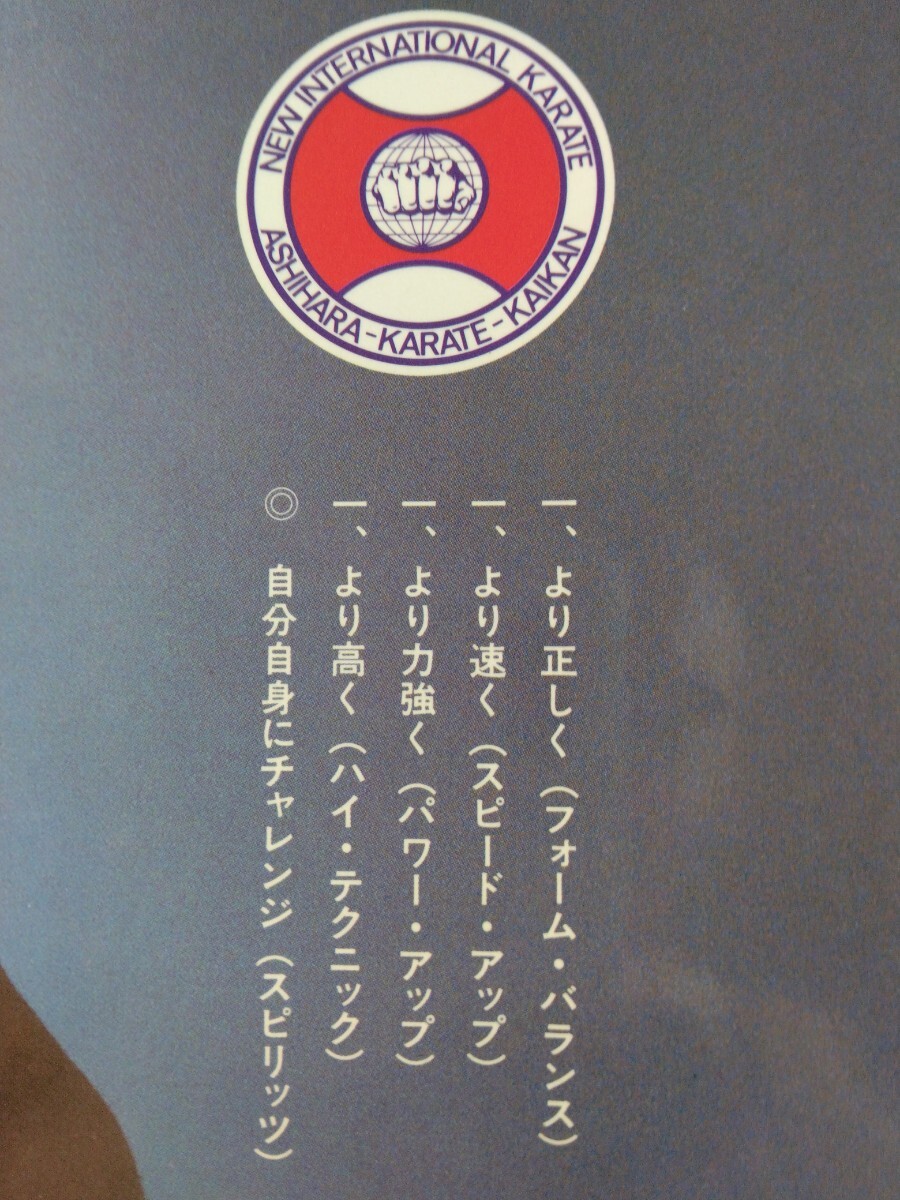 NEW INTERNATIONAL KARATE
ASHIHARA-KARATE-KAIKAN
一、より正しく（フォーム・バランス）
一、より速く（スピード・アップ）
一、より力強く（パワー・アップ）
一、より高く（ハイ・テクニック）
◎ 自分自身にチャレンジ（スピリッツ）